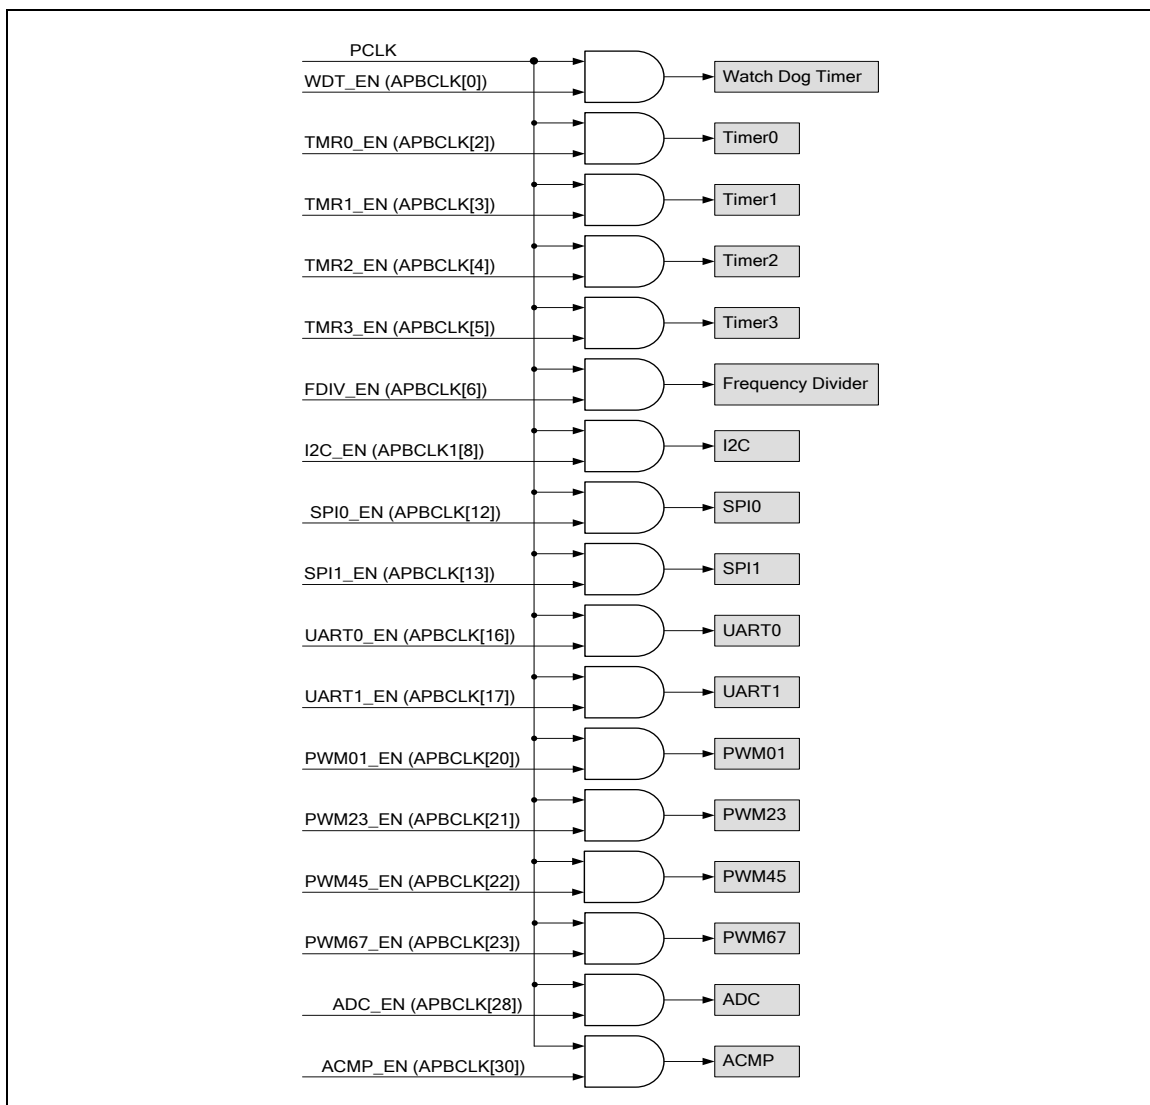 PCLK
WDT_EN (APBCLK[0])
Watch Dog Timer
TMR0_EN (APBCLK[2])
Timer0
TMR1_EN (APBCLK[3])
Timer1
TMR2_EN (APBCLK[4])
Timer2
TMR3_EN (APBCLK[5])
Timer3
FDIV_EN (APBCLK[6])
Frequency Divider
I2C_EN (APBCLK1[8])
I2C
SPI0_EN (APBCLK[12])
SPI0
SPI1_EN (APBCLK[13])
SPI1
UART0_EN (APBCLK[16])
UART0
UART1_EN (APBCLK[17])
UART1
PWM01_EN (APBCLK[20])
PWM01
PWM23_EN (APBCLK[21])
PWM23
PWM45_EN (APBCLK[22])
PWM45
PWM67_EN (APBCLK[23])
PWM67
ADC_EN (APBCLK[28])
ADC
ACMP_EN (APBCLK[30])
ACMP